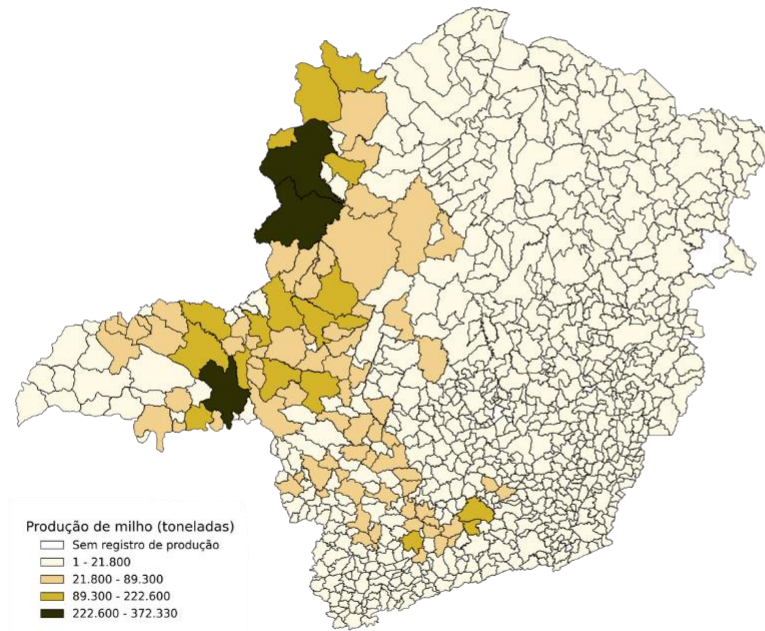 Produção de milho (toneladas)
Sem registro de produção
1 - 21.800
21.800 - 89.300
89.300 - 222.600
222.600 - 372.330